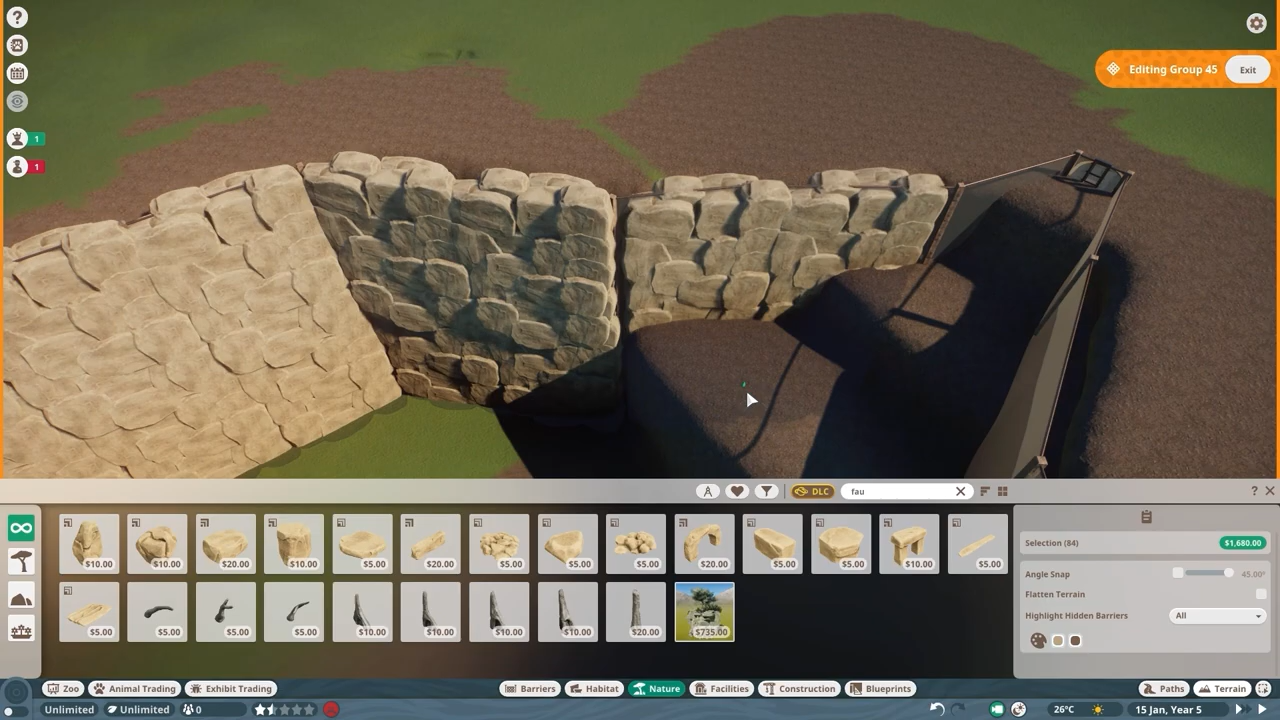 ?
Editing Group 45
Exit
1
1
DLC
fau
?
$10.00
$10.00
$20.00
$10.00
$5.00
$20.00
$5.00
$5.00
$5.00
$20.00
$5.00
$5.00
$10.00
$5.00
$5.00
$5.00
$5.00
$5.00
$10.00
$10.00
$10.00
$10.00
$20.00
$735.00
Selection (84)
$1,680.00
Angle Snap
45.00°
Flatten Terrain
Highlight Hidden Barriers
All
Zoo
Animal Trading
Exhibit Trading
Barriers
Habitat
Nature
Facilities
Construction
Blueprints
Paths
Terrain
Unlimited
Unlimited
0
26°C
15 Jan, Year 5